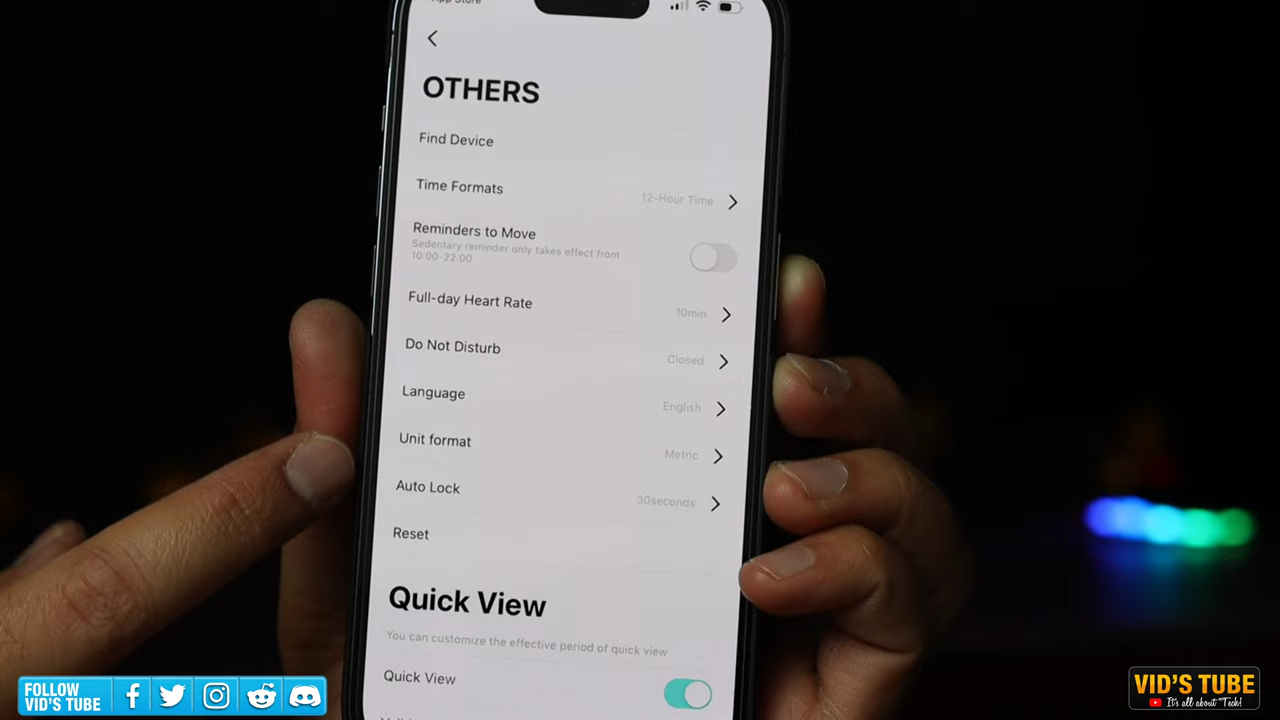 App Store
OTHERS
Find Device
Time Formats
12-Hour Time
Reminders to Move
Sedentary reminder only takes effect from
10:00-22:00
Full-day Heart Rate
10min
Do Not Disturb
Closed
Language
English
Unit format
Metric
Auto Lock
30seconds
Reset
Quick View
You can customize the effective period of quick view
Quick View
FOLLOW
VID'S TUBE
VID'S TUBE
It's all about Tech!